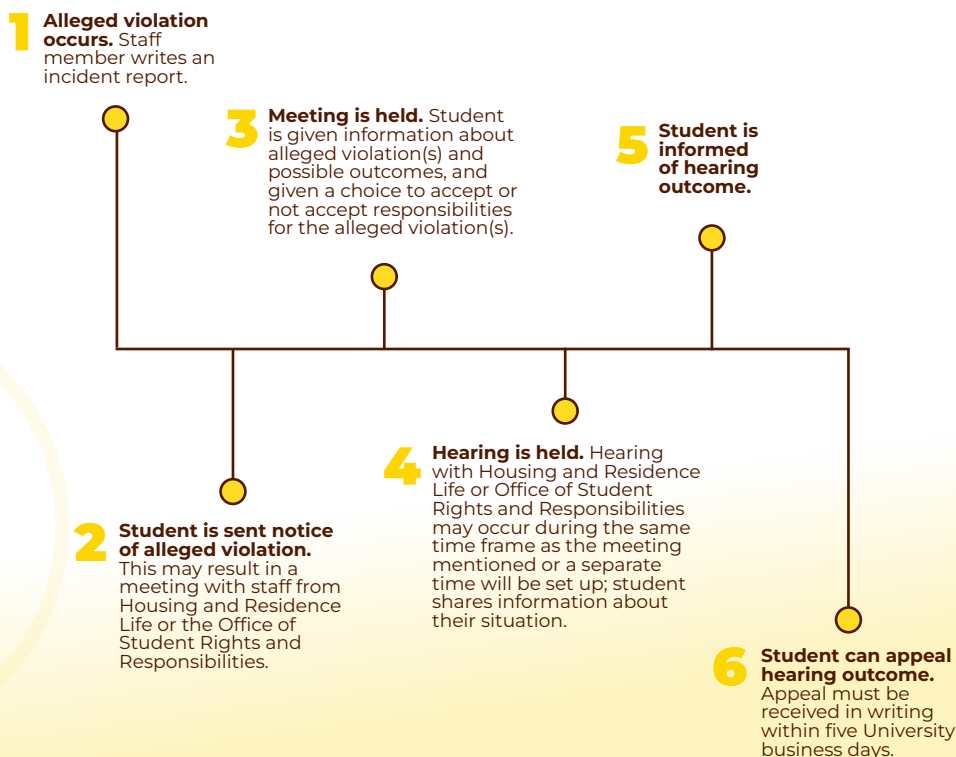 1
Alleged violation
occurs. Staff
member writes an
incident report.
2
Student is sent notice
of alleged violation.
This may result in a
meeting with staff from
Housing and Residence
Life or the Office of
Student Rights and
Responsibilities.
3
Meeting is held. Student
is given information about
alleged violation(s) and
possible outcomes, and
given a choice to accept or
not accept responsibilities
for the alleged violation(s).
4
Hearing is held. Hearing
with Housing and Residence
Life or Office of Student
Rights and Responsibilities
may occur during the same
time frame as the meeting
mentioned or a separate
time will be set up; student
shares information about
their situation.
5
Student is
informed
of hearing
outcome.
6
Student can appeal
hearing outcome.
Appeal must be
received in writing
within five University
business days.